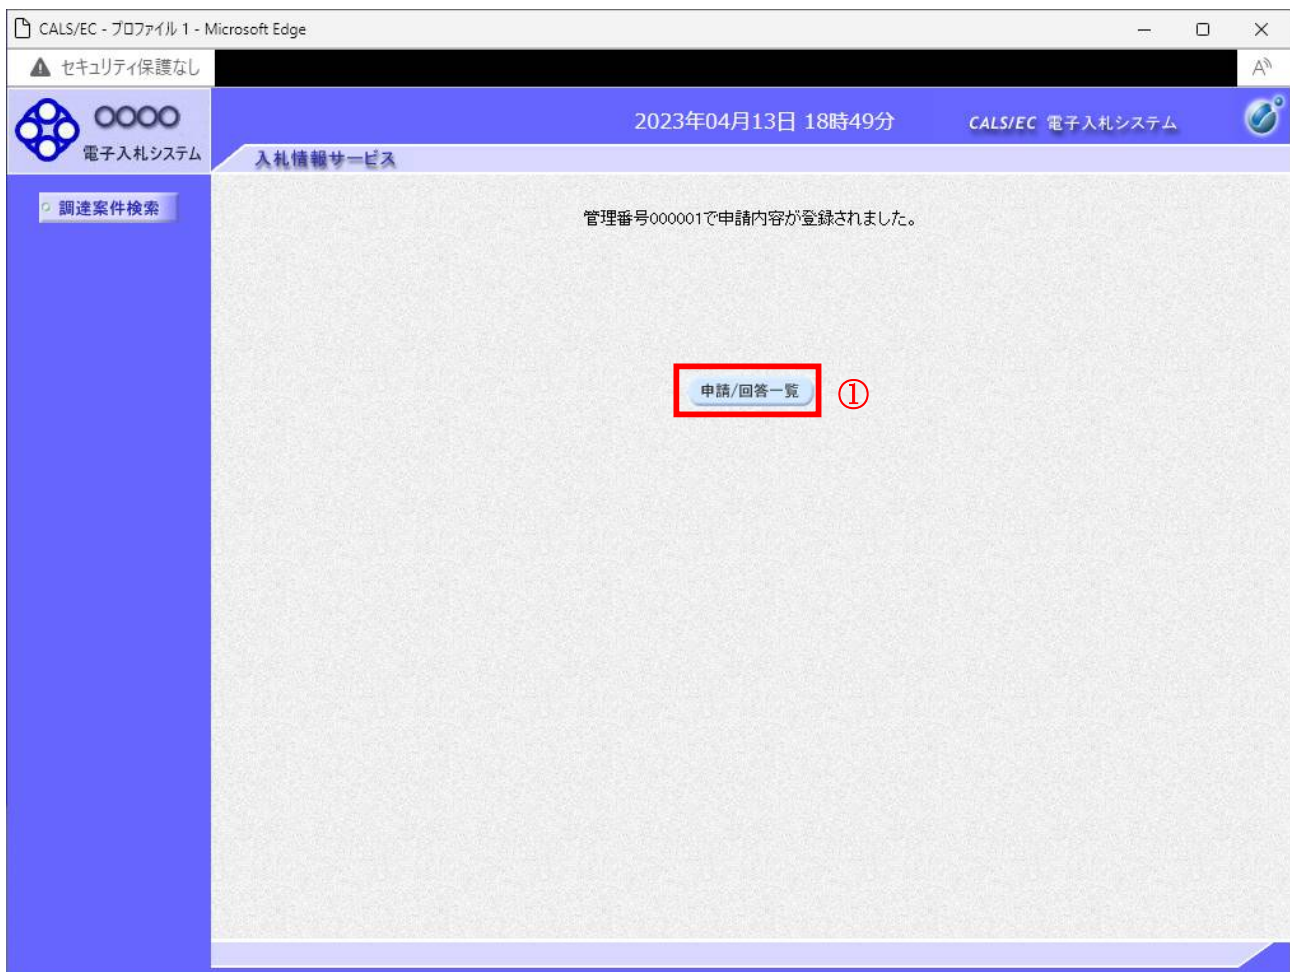 CALS/EC - プロファイル 1 - Microsoft Edge
セキュリティ保護なし
A
〇〇〇〇
電子入札システム
2023年04月13日 18時49分
CALS/EC 電子入札システム
入札情報サービス
調達案件検索
管理番号000001で申請内容が登録されました。
申請/回答一覧
①